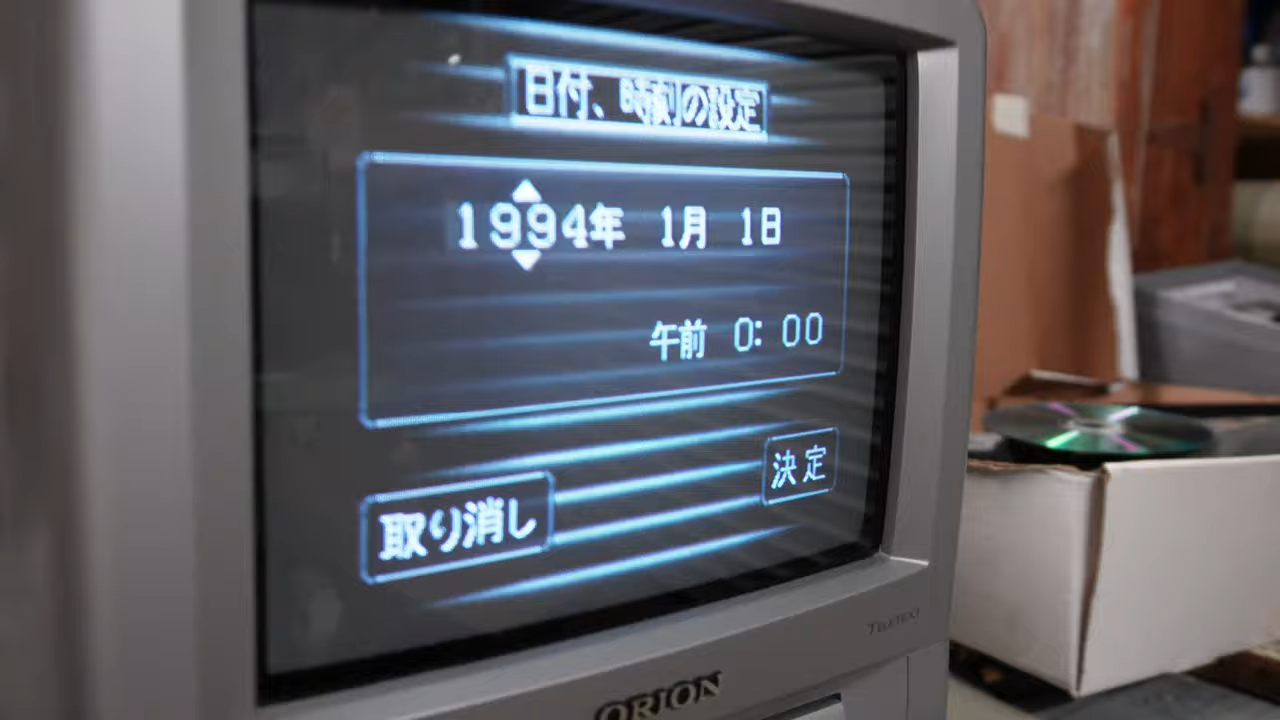 日付、時刻の設定
1994年 1月 1日
午前 0:00
取り消し
決定
TELETEXT
ORION